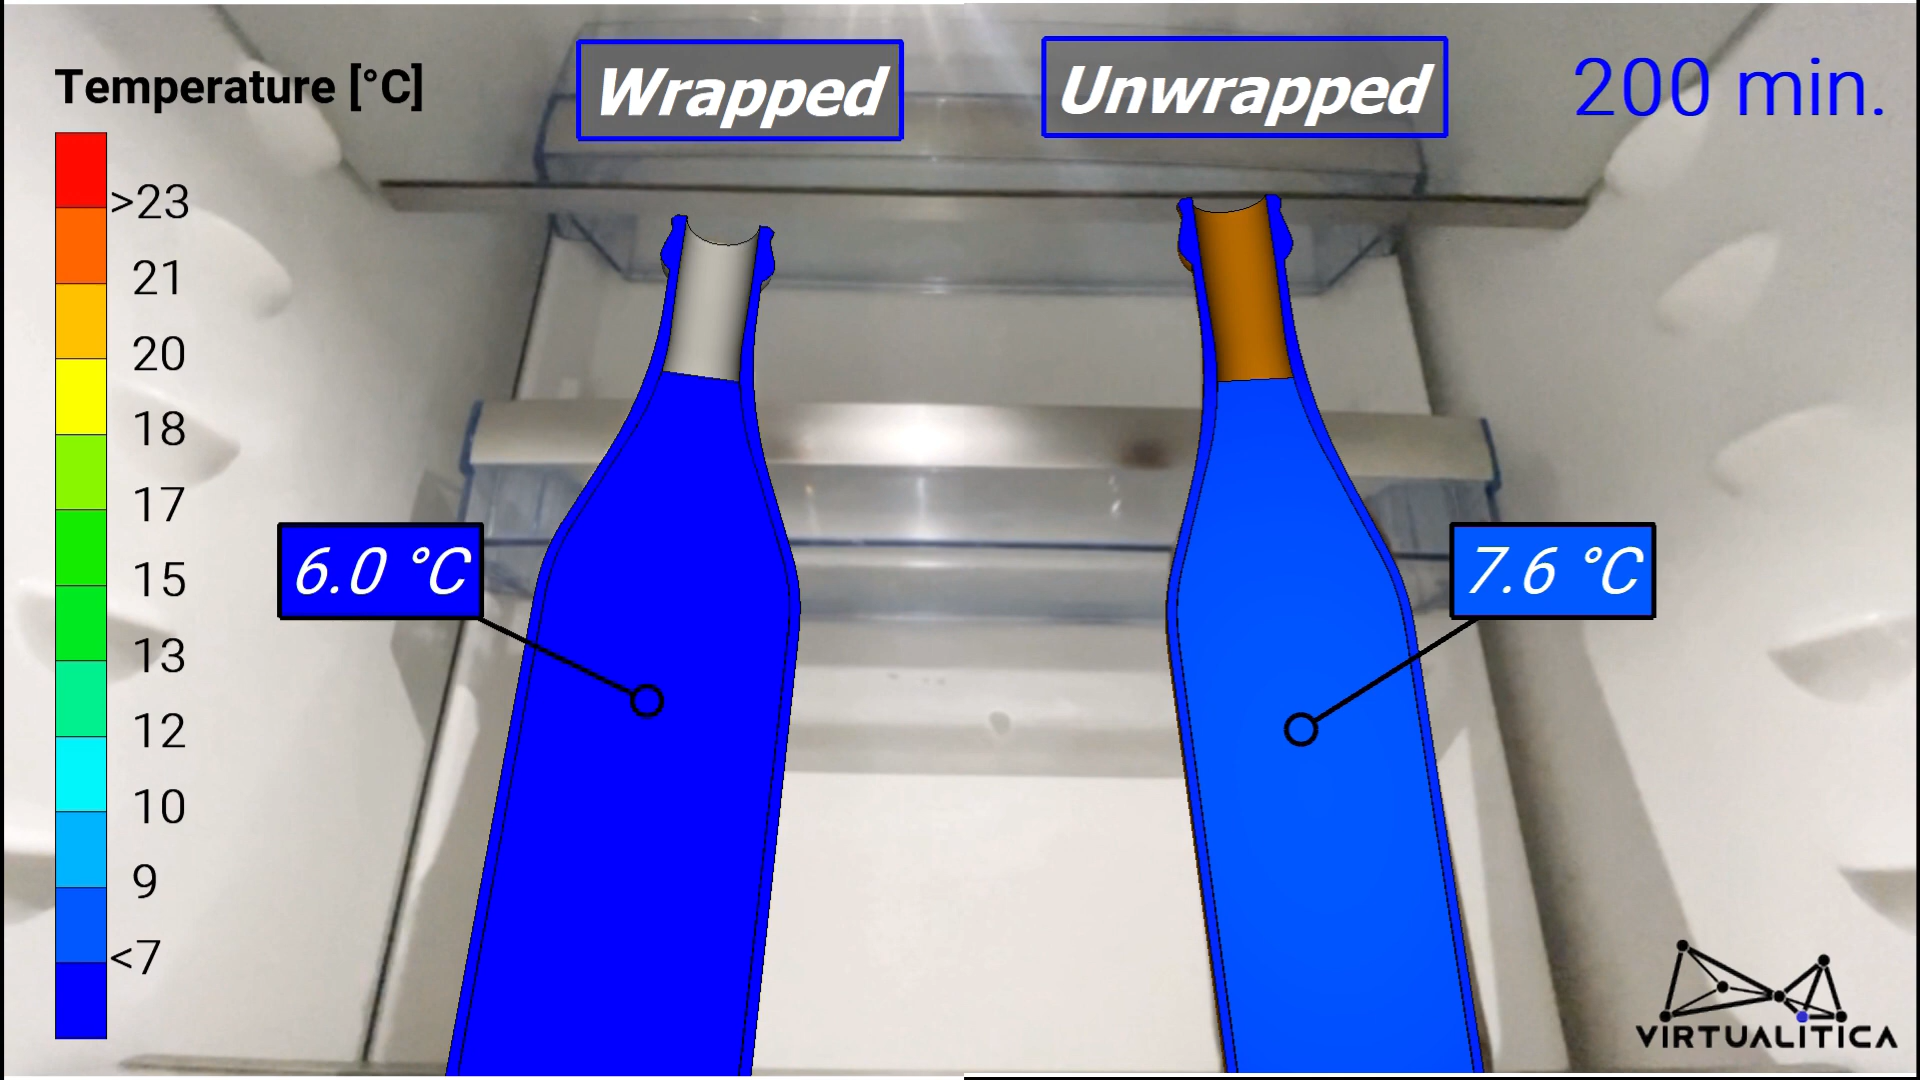 Temperature [°C]
Wrapped
Unwrapped
200 min.
>23
21
20
18
17
15
13
12
10
9
<7
6.0 °C
7.6 °C
VIRTUALITICA